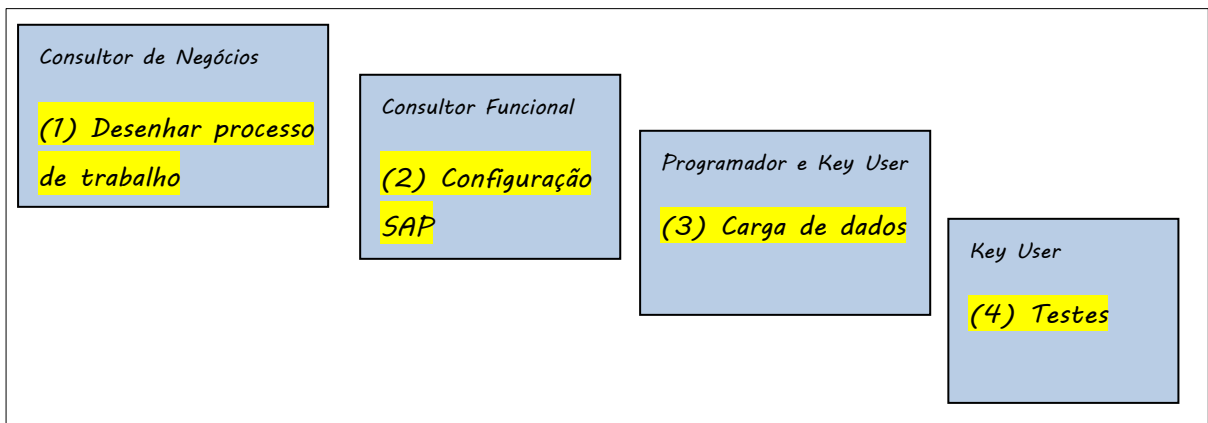 Consultor de Negócios
(1) Desenhar processo
de trabalho
Consultor Funcional
(2) Configuração
SAP
Programador e Key User
(3) Carga de dados
Key User
(4) Testes